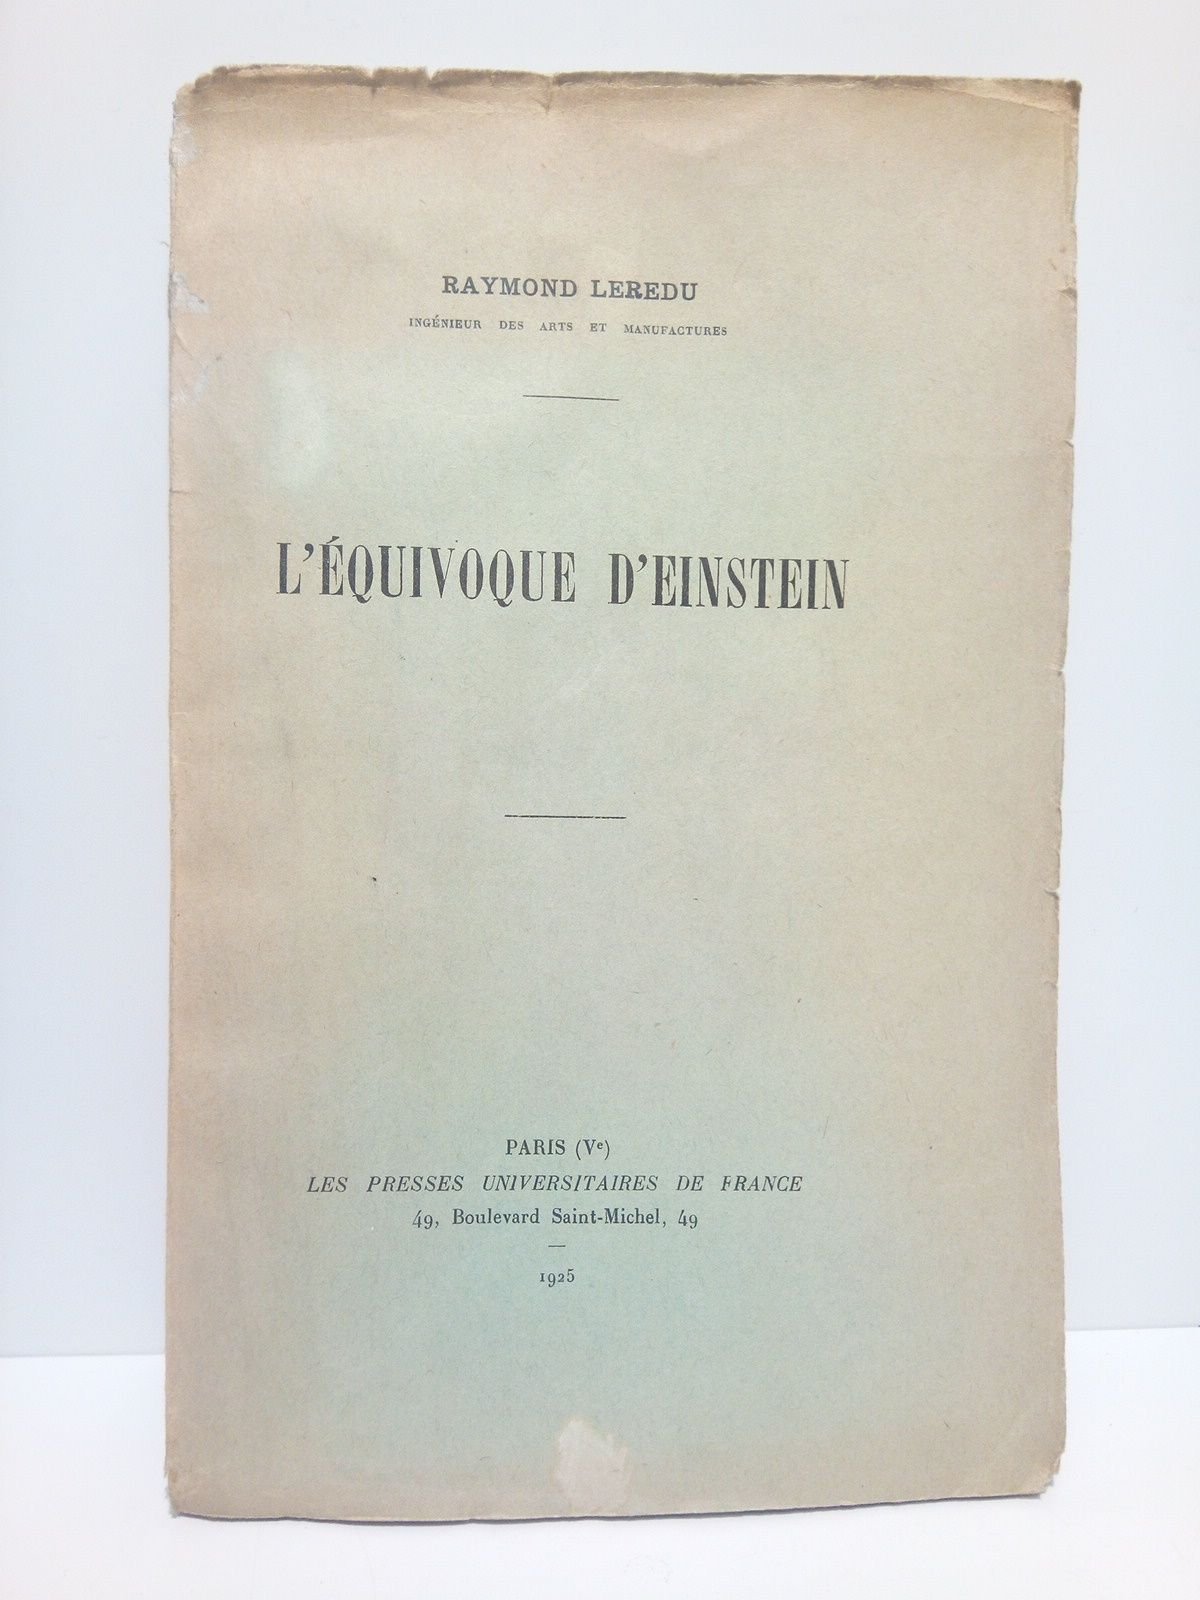 RAYMOND LEREDU
INGÉNIEUR DES ARTS ET MANUFACTURES
L'ÉQUIVOQUE D'EINSTEIN
PARIS (Vᵉ)
LES PRESSES UNIVERSITAIRES DE FRANCE
49, Boulevard Saint-Michel, 49
1925